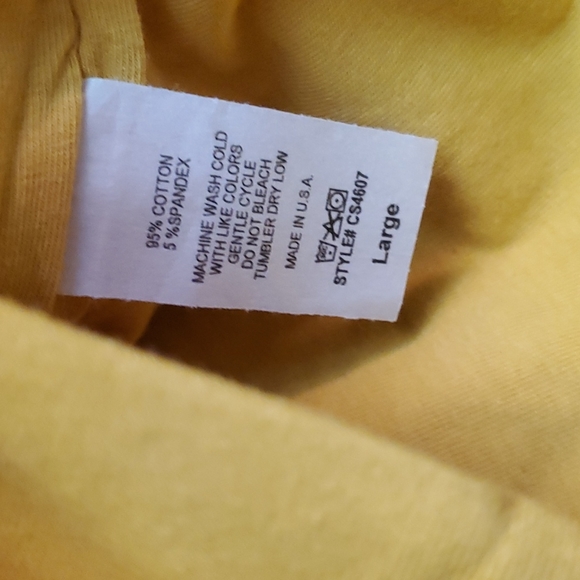 95% COTTON
5 %SPANDEX
MACHINE WASH COLD
WITH LIKE COLORS
GENTLE CYCLE
DO NOT BLEACH
TUMBLER DRY LOW
MADE IN U.S.A.
STYLE# CS4607
Large